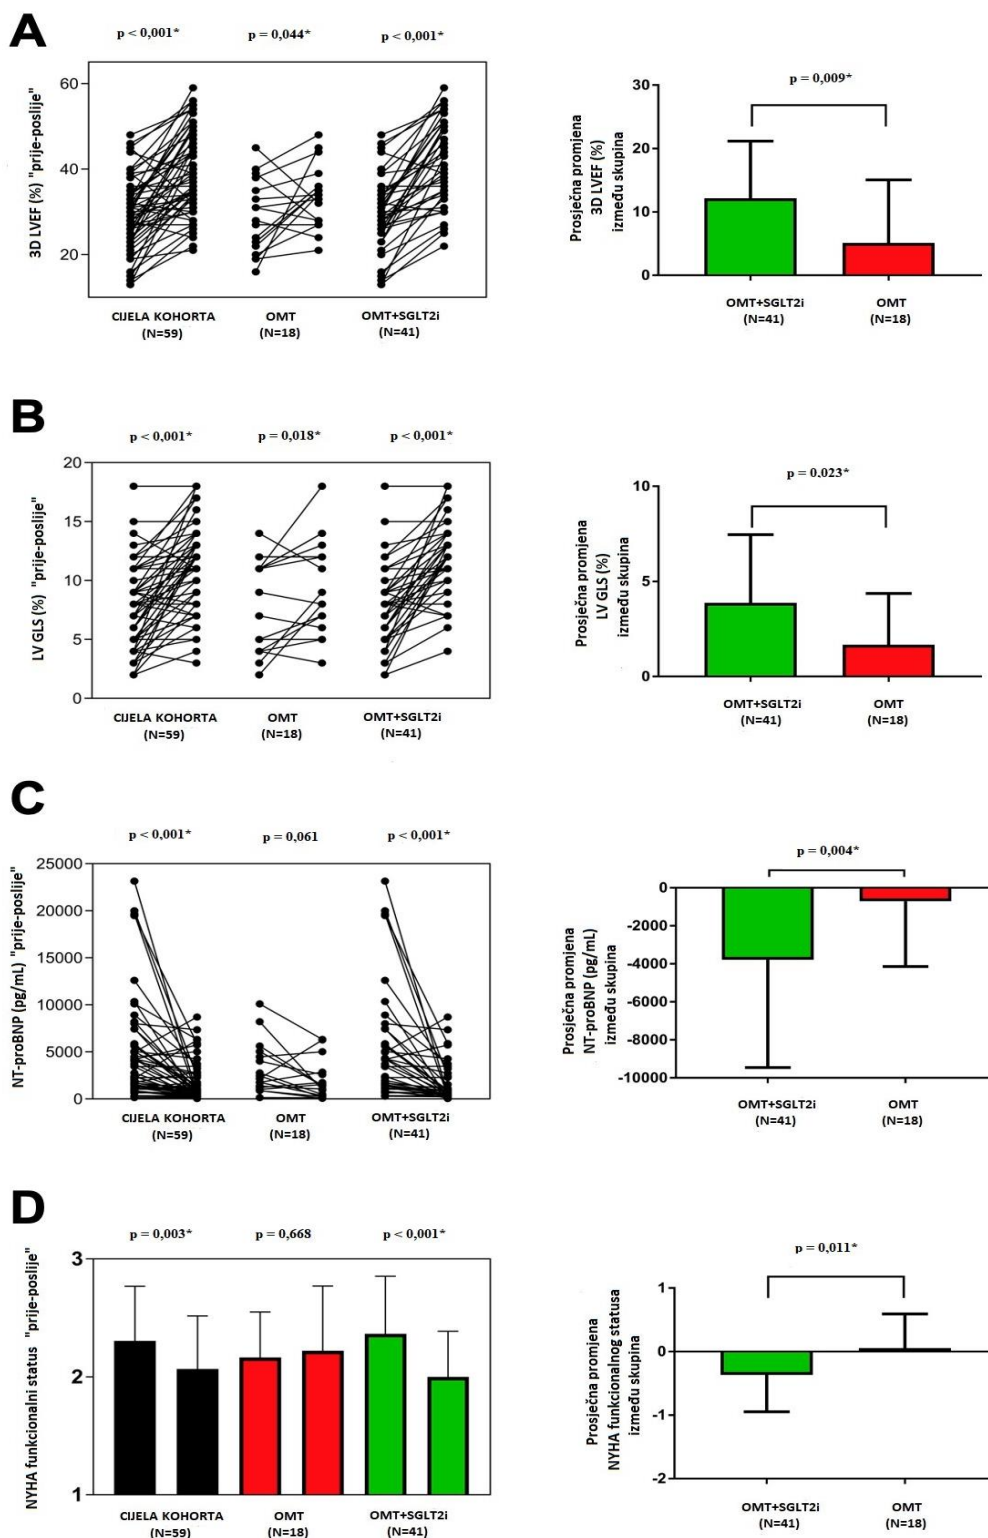 A
p < 0,001*
p = 0,044*
p < 0,001*
3D LVEF (%) "prije-poslije"
60
40
20
CIJELA KOHORTA
(N=59)
OMT
(N=18)
OMT+SGLT2i
(N=41)
p = 0,009*
Prosječna promjena
3D LVEF (%)
između skupina
30
20
10
0
OMT+SGLT2i
(N=41)
OMT
(N=18)
B
p < 0,001*
p = 0,018*
p < 0,001*
LV GLS (%) "prije-poslije"
20
15
10
5
0
CIJELA KOHORTA
(N=59)
OMT
(N=18)
OMT+SGLT2i
(N=41)
p = 0,023*
Prosječna promjena
LV GLS (%)
između skupina
10
5
0
OMT+SGLT2i
(N=41)
OMT
(N=18)
C
p < 0,001*
p = 0,061
p < 0,001*
NT-proBNP (pg/mL) "prije-poslije"
25000
20000
15000
10000
5000
0
CIJELA KOHORTA
(N=59)
OMT
(N=18)
OMT+SGLT2i
(N=41)
p = 0,004*
Prosječna promjena
NT-proBNP (pg/mL)
između skupina
0
-2000
-4000
-6000
-8000
-10000
OMT+SGLT2i
(N=41)
OMT
(N=18)
D
p = 0,003*
p = 0,668
p < 0,001*
NYHA funkcionalni status "prije-poslije"
3
2
1
CIJELA KOHORTA
(N=59)
OMT
(N=18)
OMT+SGLT2i
(N=41)
p = 0,011*
Prosječna promjena
NYHA funkcionalnog statusa
između skupina
1
0
-1
-2
OMT+SGLT2i
(N=41)
OMT
(N=18)